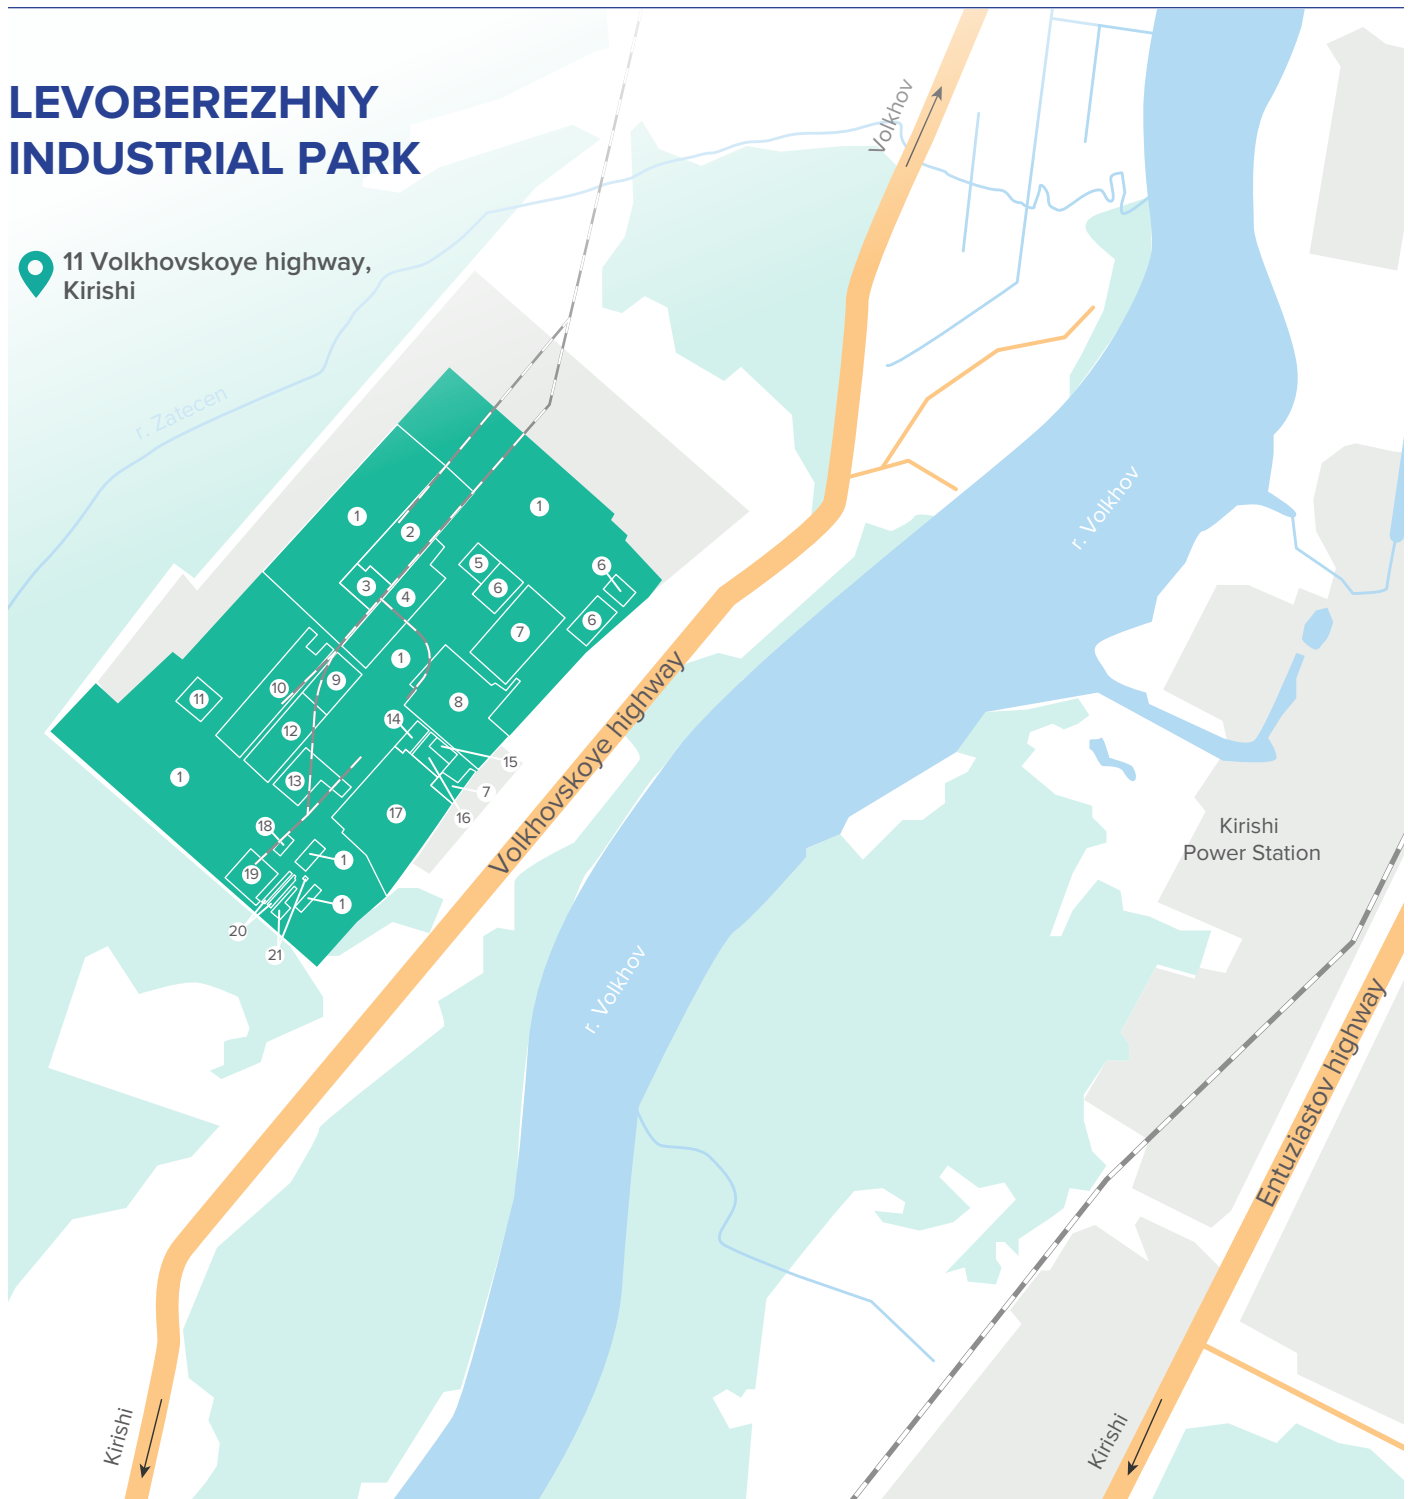 LEVOBEREZHNY
INDUSTRIAL PARK
11 Volkhovskoye highway,
Kirishi
Volkhov
r. Zatecen
r. Volkhov
1
1
2
5
6
3
6
4
6
7
1
9
10
11
8
14
12
15
1
13
7
17
16
18
1
19
1
20
21
Volkhovskoye highway
Kirishi
Power Station
r. Volkhov
Entuziastov highway
Kirishi
Kirishi